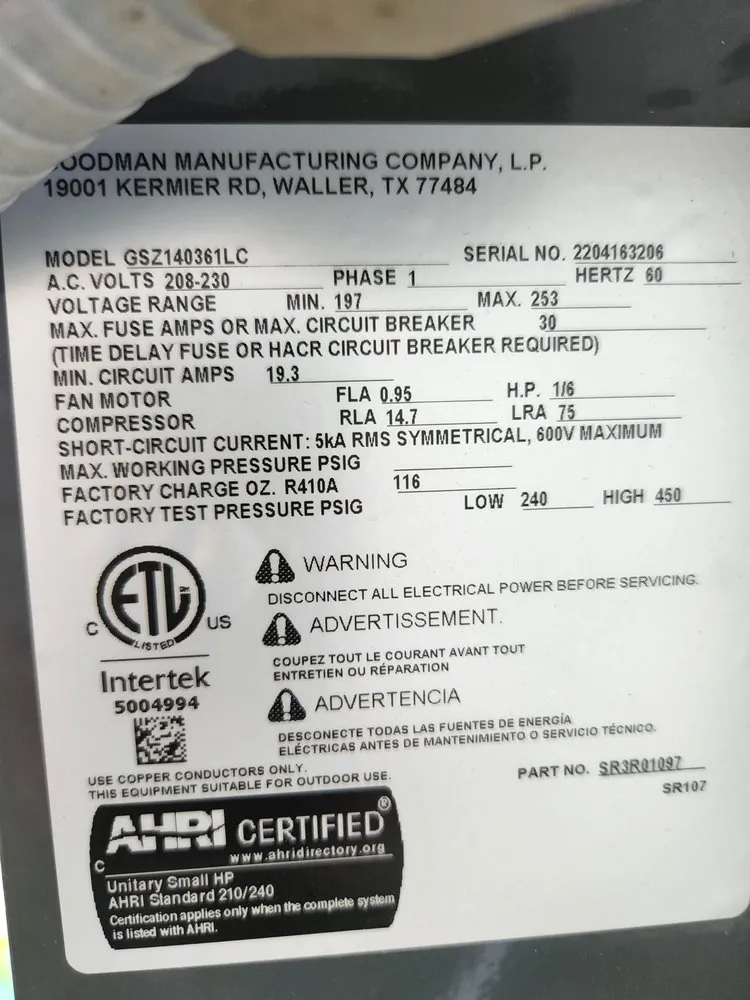 OODMAN MANUFACTURING COMPANY, L.P.
19001 KERMIER RD, WALLER, TX 77484
MODEL GSZ140361LC SERIAL NO. 2204163206
A.C. VOLTS 208-230 PHASE 1 HERTZ 60
VOLTAGE RANGE MIN. 197 MAX. 253
MAX. FUSE AMPS OR MAX. CIRCUIT BREAKER 30
(TIME DELAY FUSE OR HACR CIRCUIT BREAKER REQUIRED)
MIN. CIRCUIT AMPS 19.3
FAN MOTOR FLA 0.95 H.P. 1/6
COMPRESSOR RLA 14.7 LRA 75
SHORT-CIRCUIT CURRENT: 5kA RMS SYMMETRICAL, 600V MAXIMUM
MAX. WORKING PRESSURE PSIG
FACTORY CHARGE OZ. R410A 116
FACTORY TEST PRESSURE PSIG LOW 240 HIGH 450
WARNING
DISCONNECT ALL ELECTRICAL POWER BEFORE SERVICING.
ADVERTISSEMENT.
COUPEZ TOUT LE COURANT AVANT TOUT
ENTRETIEN OU RÉPARATION
ADVERTENCIA
DESCONECTE TODAS LAS FUENTES DE ENERGÍA
ELÉCTRICAS ANTES DE MANTENIMIENTO O SERVICIO TÉCNICO.
C ETL US
LISTED
Intertek
5004994
USE COPPER CONDUCTORS ONLY.
THIS EQUIPMENT SUITABLE FOR OUTDOOR USE.
PART NO. SR3R01097
SR107
AHRI CERTIFIED®
www.ahridirectory.org
C
Unitary Small HP
AHRI Standard 210/240
Certification applies only when the complete system
is listed with AHRI.